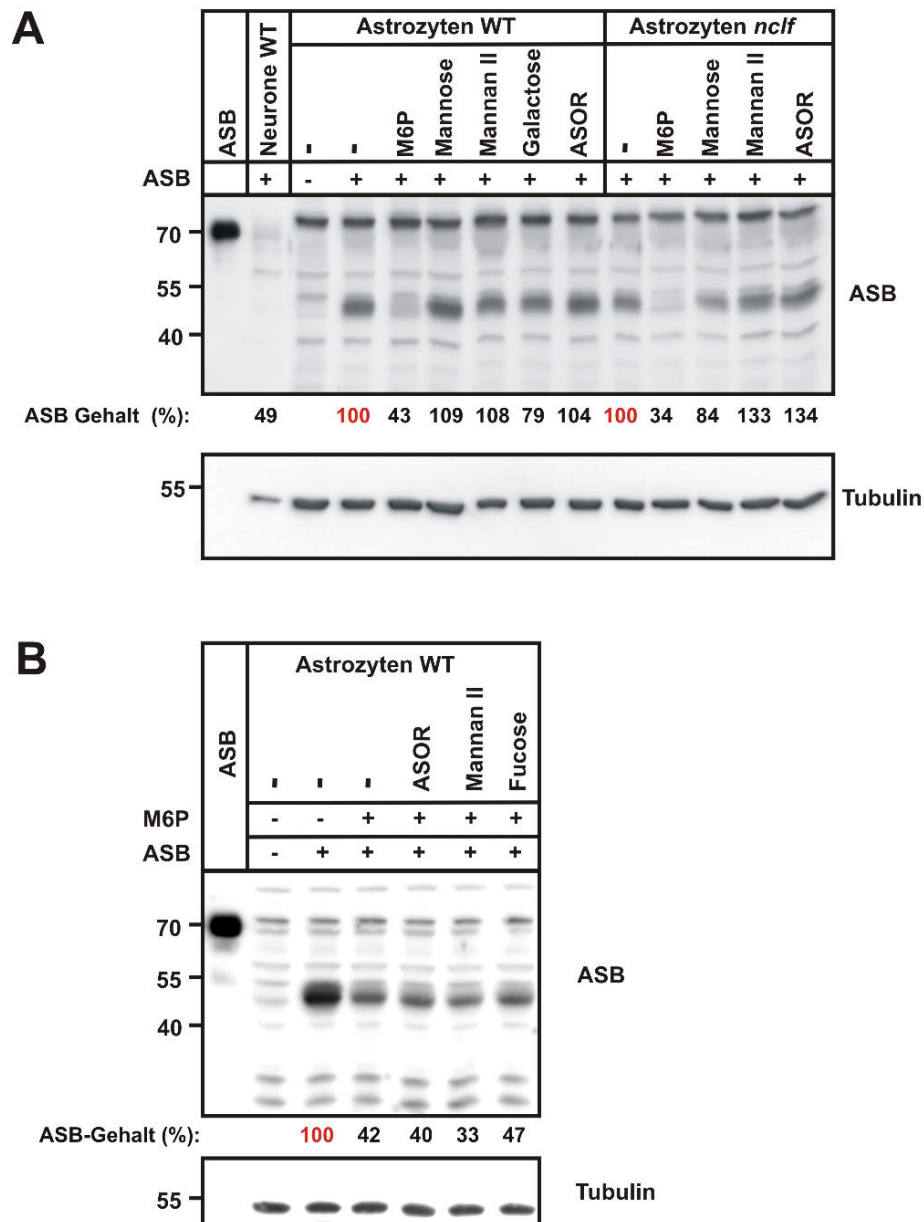 A
Astrozyten WT
Astrozyten nclf
ASB
Neurone WT
-
-
M6P
Mannose
Mannan II
Galactose
ASOR
-
M6P
Mannose
Mannan II
ASOR
ASB + - + + + + + + + + + + +
70
55
40
ASB
ASB Gehalt (%): 49 100 43 109 108 79 104 100 34 84 133 134
55
Tubulin
B
Astrozyten WT
ASB
-
-
-
ASOR
Mannan II
Fucose
M6P - - + + + +
ASB - + + + + +
70
55
40
ASB
ASB-Gehalt (%): 100 42 40 33 47
55
Tubulin